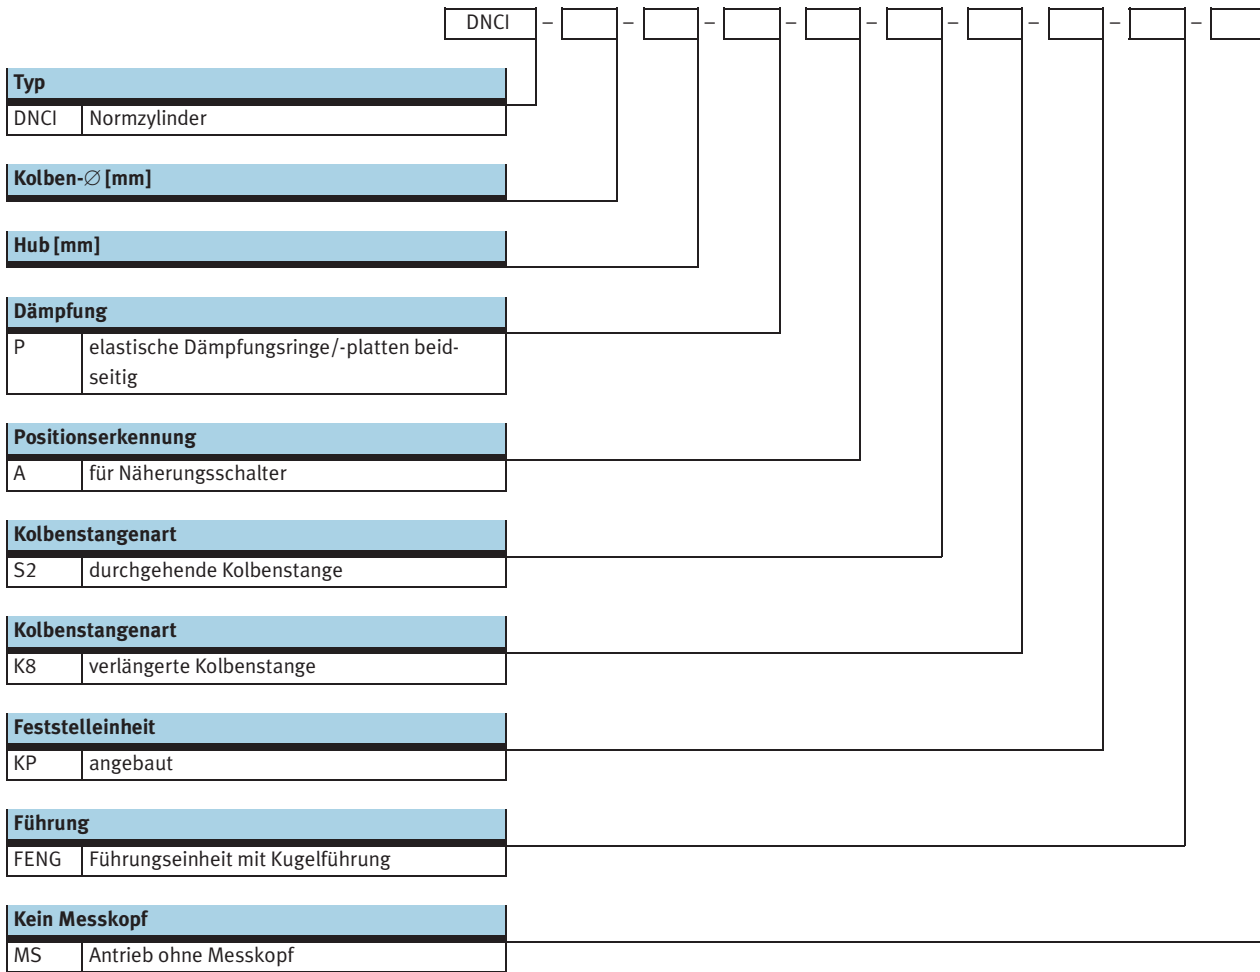 DNCI – – – – – – – – –
Typ
DNCI Normzylinder
Kolben-∅ [mm]
Hub [mm]
Dämpfung
P elastische Dämpfungsringe/-platten beid-
seitig
Positionserkennung
A für Näherungsschalter
Kolbenstangenart
S2 durchgehende Kolbenstange
Kolbenstangenart
K8 verlängerte Kolbenstange
Feststelleinheit
KP angebaut
Führung
FENG Führungseinheit mit Kugelführung
Kein Messkopf
MS Antrieb ohne Messkopf